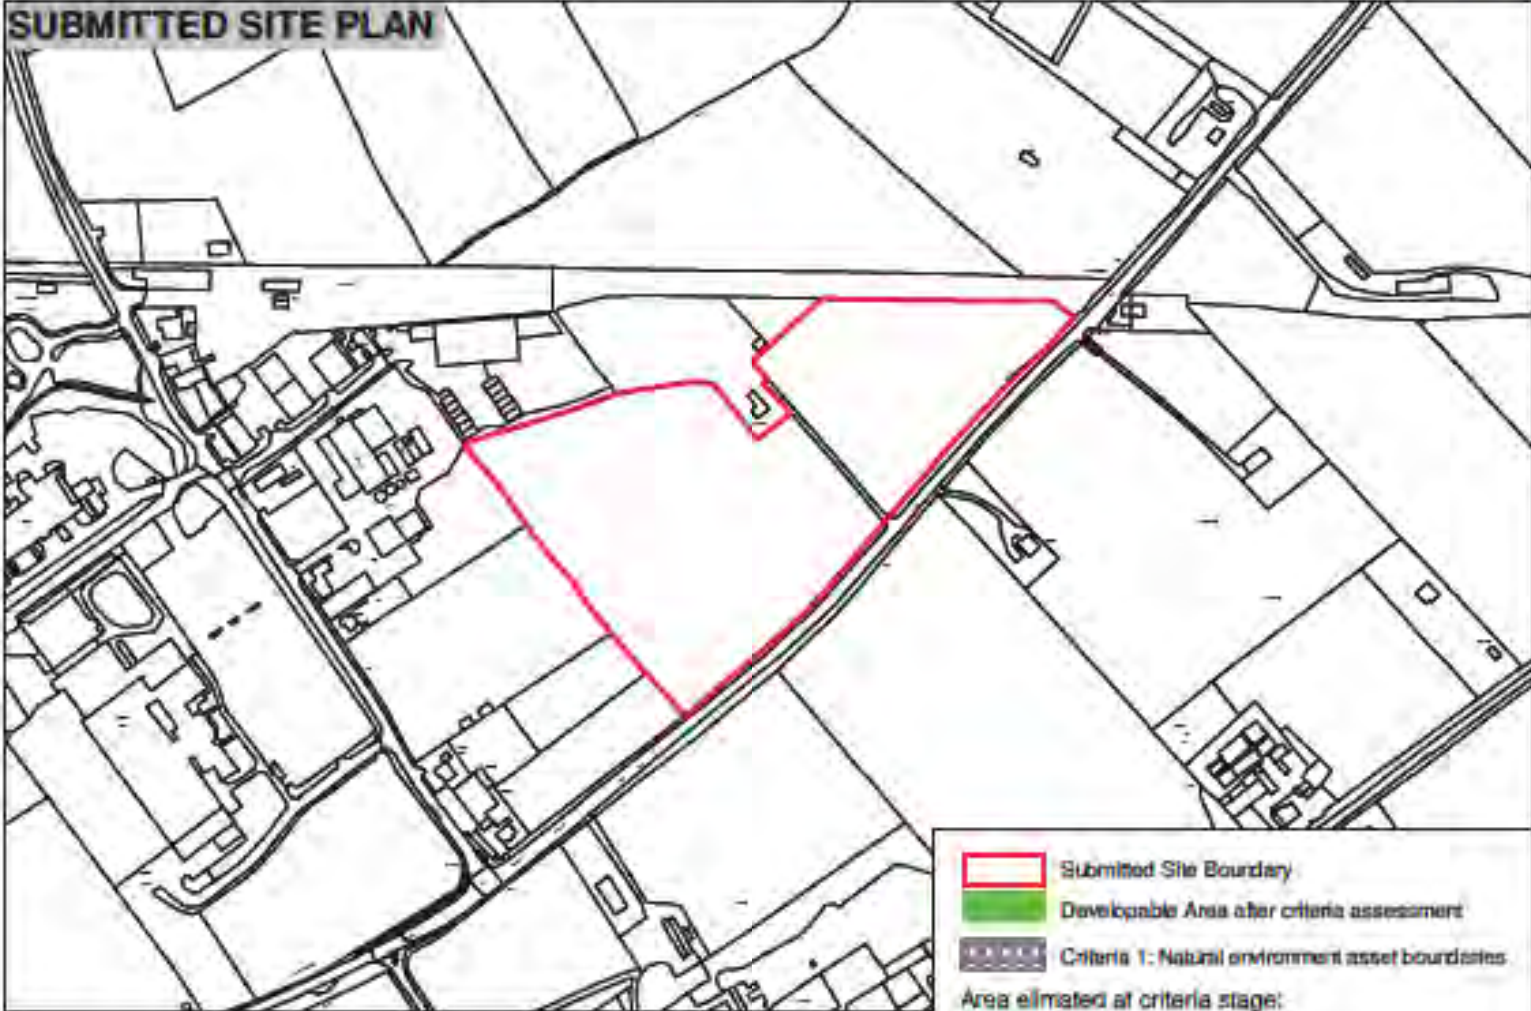 SUBMITTED SITE PLAN
Submitted Site Boundary
Developable Area after criteria assessment
Criteria 1: Natural environment asset boundaries
Area elimated at criteria stage: